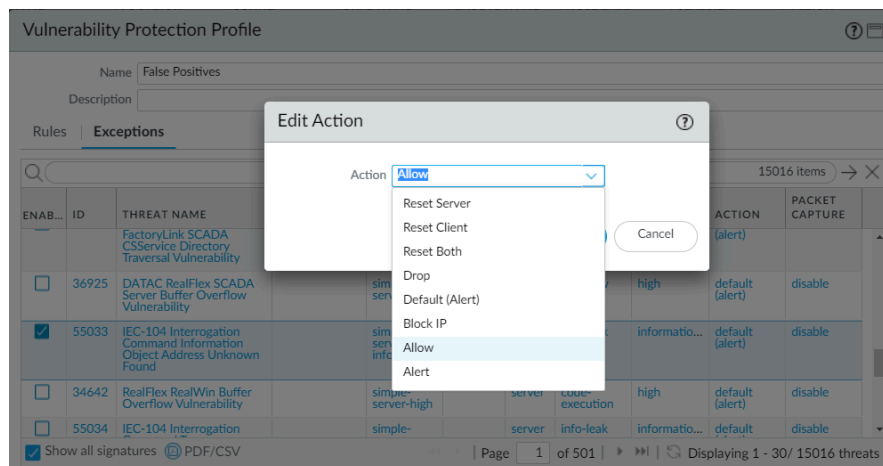 Vulnerability Protection Profile
Name False Positives
Description
Rules Exceptions
Edit Action
Action Allow
Reset Server
Reset Client
Reset Both
Drop
Default (Alert)
Block IP
Allow
Alert
Cancel
15016 items
ENAB... ID THREAT NAME ACTION PACKET CAPTURE
FactoryLink SCADA (alert)
CSService Directory
Traversal Vulnerability
36925 DATAC RealFlex SCADA high default disable
Server Buffer Overflow (alert)
Vulnerability
55033 IEC-104 Interrogation informatio... default disable
Command Information (alert)
Object Address Unknown
Found
34642 RealFlex RealWin Buffer simple- server code- high default disable
Overflow Vulnerability server-high execution (alert)
55034 IEC-104 Interrogation simple- server info-leak informatio... default disable
Show all signatures PDF/CSV Page 1 of 501 Displaying 1 - 30/ 15016 threats